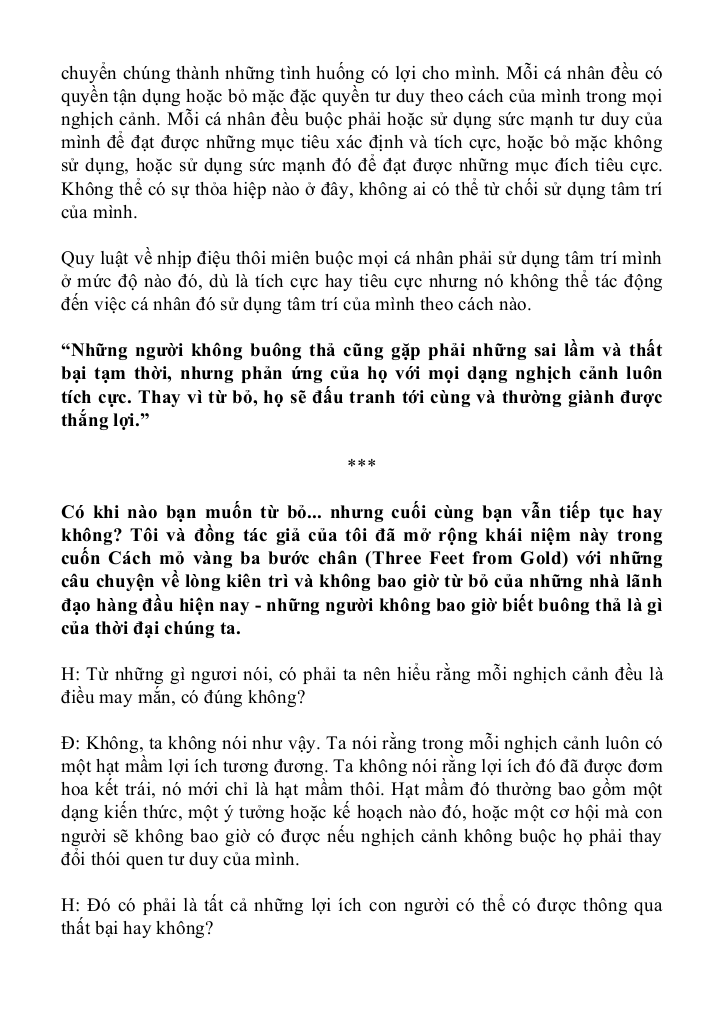 chuyển chúng thành những tình huống có lợi cho mình. Mỗi cá nhân đều có
quyền tận dụng hoặc bỏ mặc đặc quyền tư duy theo cách của mình trong mọi
nghịch cảnh. Mỗi cá nhân đều buộc phải hoặc sử dụng sức mạnh tư duy của
mình để đạt được những mục tiêu xác định và tích cực, hoặc bỏ mặc không
sử dụng, hoặc sử dụng sức mạnh đó để đạt được những mục đích tiêu cực.
Không thể có sự thỏa hiệp nào ở đây, không ai có thể từ chối sử dụng tâm trí
của mình.
Quy luật về nhịp điệu thôi miên buộc mọi cá nhân phải sử dụng tâm trí mình
ở mức độ nào đó, dù là tích cực hay tiêu cực nhưng nó không thể tác động
đến việc cá nhân đó sử dụng tâm trí của mình theo cách nào.
“Những người không buông thả cũng gặp phải những sai lầm và thất
bại tạm thời, nhưng phản ứng của họ với mọi dạng nghịch cảnh luôn
tích cực. Thay vì từ bỏ, họ sẽ đấu tranh tới cùng và thường giành được
thắng lợi.”
***
Có khi nào bạn muốn từ bỏ... nhưng cuối cùng bạn vẫn tiếp tục hay
không? Tôi và đồng tác giả của tôi đã mở rộng khái niệm này trong
cuốn Cách mỏ vàng ba bước chân (Three Feet from Gold) với những
câu chuyện về lòng kiên trì và không bao giờ từ bỏ của những nhà lãnh
đạo hàng đầu hiện nay - những người không bao giờ biết buông thả là gì
của thời đại chúng ta.
H: Từ những gì ngươi nói, có phải ta nên hiểu rằng mỗi nghịch cảnh đều là
điều may mắn, có đúng không?
Đ: Không, ta không nói như vậy. Ta nói rằng trong mỗi nghịch cảnh luôn có
một hạt mầm lợi ích tương đương. Ta không nói rằng lợi ích đó đã được đơm
hoa kết trái, nó mới chỉ là hạt mầm thôi. Hạt mầm đó thường bao gồm một
dạng kiến thức, một ý tưởng hoặc kế hoạch nào đó, hoặc một cơ hội mà con
người sẽ không bao giờ có được nếu nghịch cảnh không buộc họ phải thay
đổi thói quen tư duy của mình.
H: Đó có phải là tất cả những lợi ích con người có thể có được thông qua
thất bại hay không?